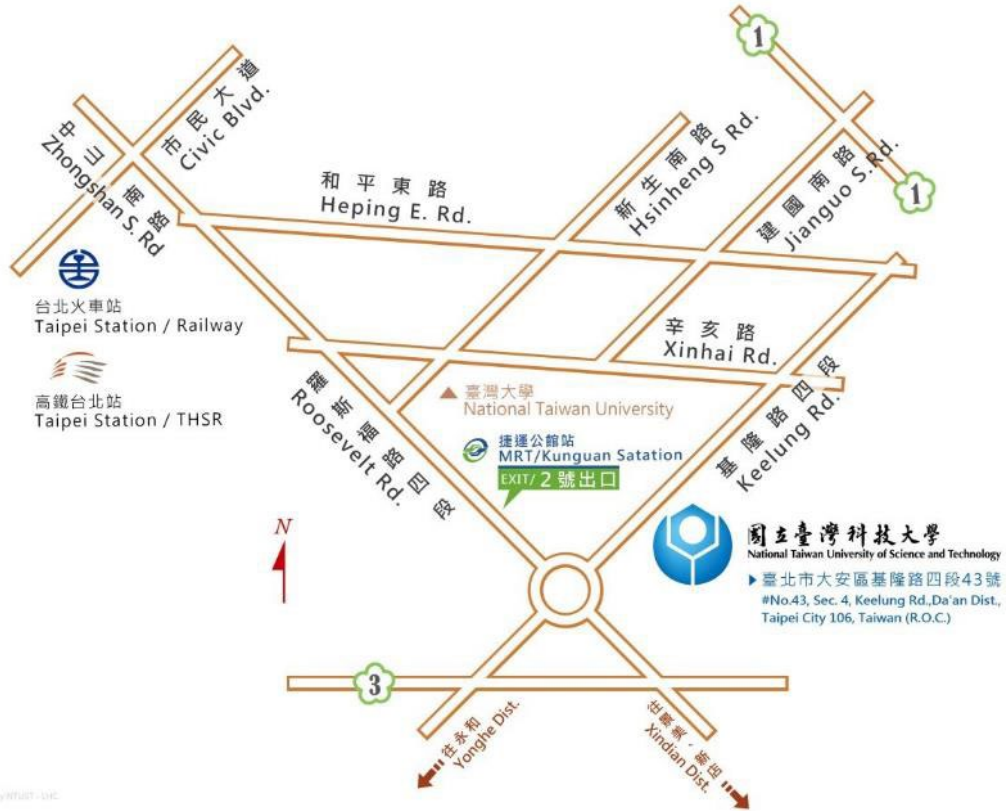 1
市民大道
Civic Blvd.
中山南路
Zhongshan S. Rd
和平東路
Heping E. Rd.
新生南路
Hsinheng S Rd.
建國南路
Jianguo S. Rd.
1
台北火車站
Taipei Station / Railway
高鐵台北站
Taipei Station / THSR
辛亥路
Xinhai Rd.
臺灣大學
National Taiwan University
羅斯福路四段
Roosevelt Rd.
捷運公館站
MRT/Kunguan Satation
EXIT/ 2 號出口
基隆路四段
Keelung Rd.
N
國立臺灣科技大學
National Taiwan University of Science and Technology
臺北市大安區基隆路四段43號
#No.43, Sec. 4, Keelung Rd.,Da'an Dist.,
Taipei City 106, Taiwan (R.O.C.)
3
往永和
Yonghe Dist.
往景美、新店
Xindian Dist.